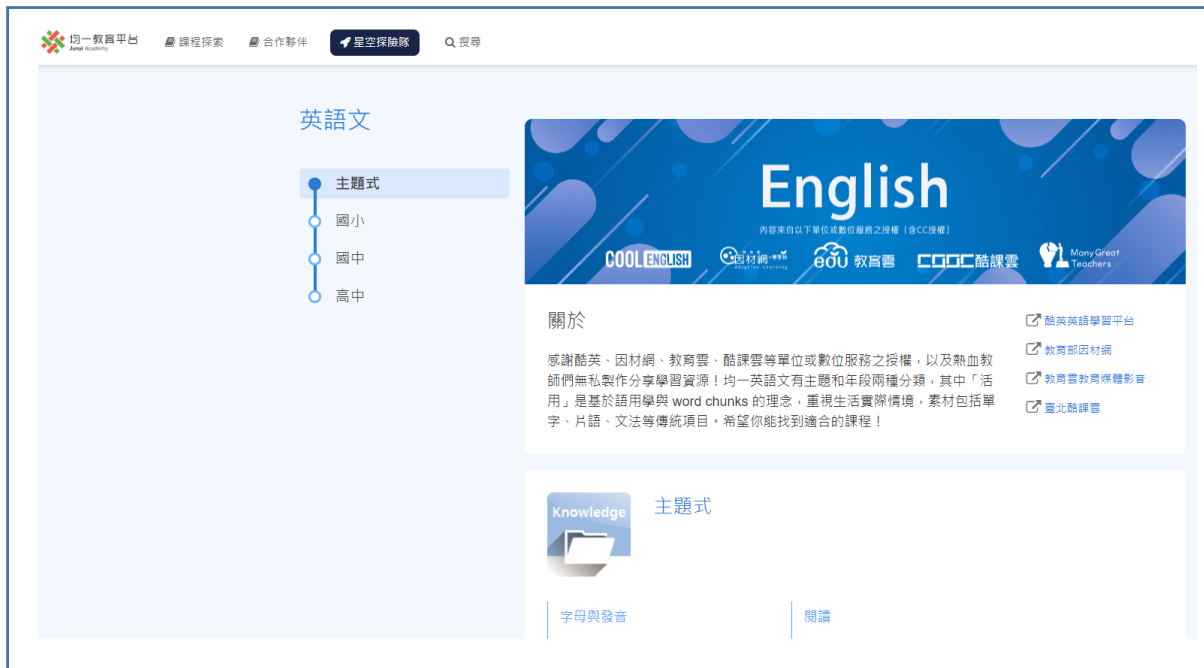 均一教育平台
Junyi Academy
課程探索
合作夥伴
星空探險隊
搜尋
英語文
主題式
國小
國中
高中
English
內容來自以下單位或數位服務之授權（含CC授權）
COOL ENGLISH
因材網
Adaptive Learning
edu 教育雲
COOC酷課雲
Many Great
Teachers
關於
感謝酷英、因材網、教育雲、酷課雲等單位或數位服務之授權，以及熱血教
師們無私製作分享學習資源！均一英語文有主題和年段兩種分類，其中「活
用」是基於語用學與 word chunks 的理念，重視生活實際情境，素材包括單
字、片語、文法等傳統項目。希望你能找到適合的課程！
酷英英語學習平台
教育部因材網
教育雲教育媒體影音
臺北酷課雲
Knowledge
主題式
字母與發音
閱讀